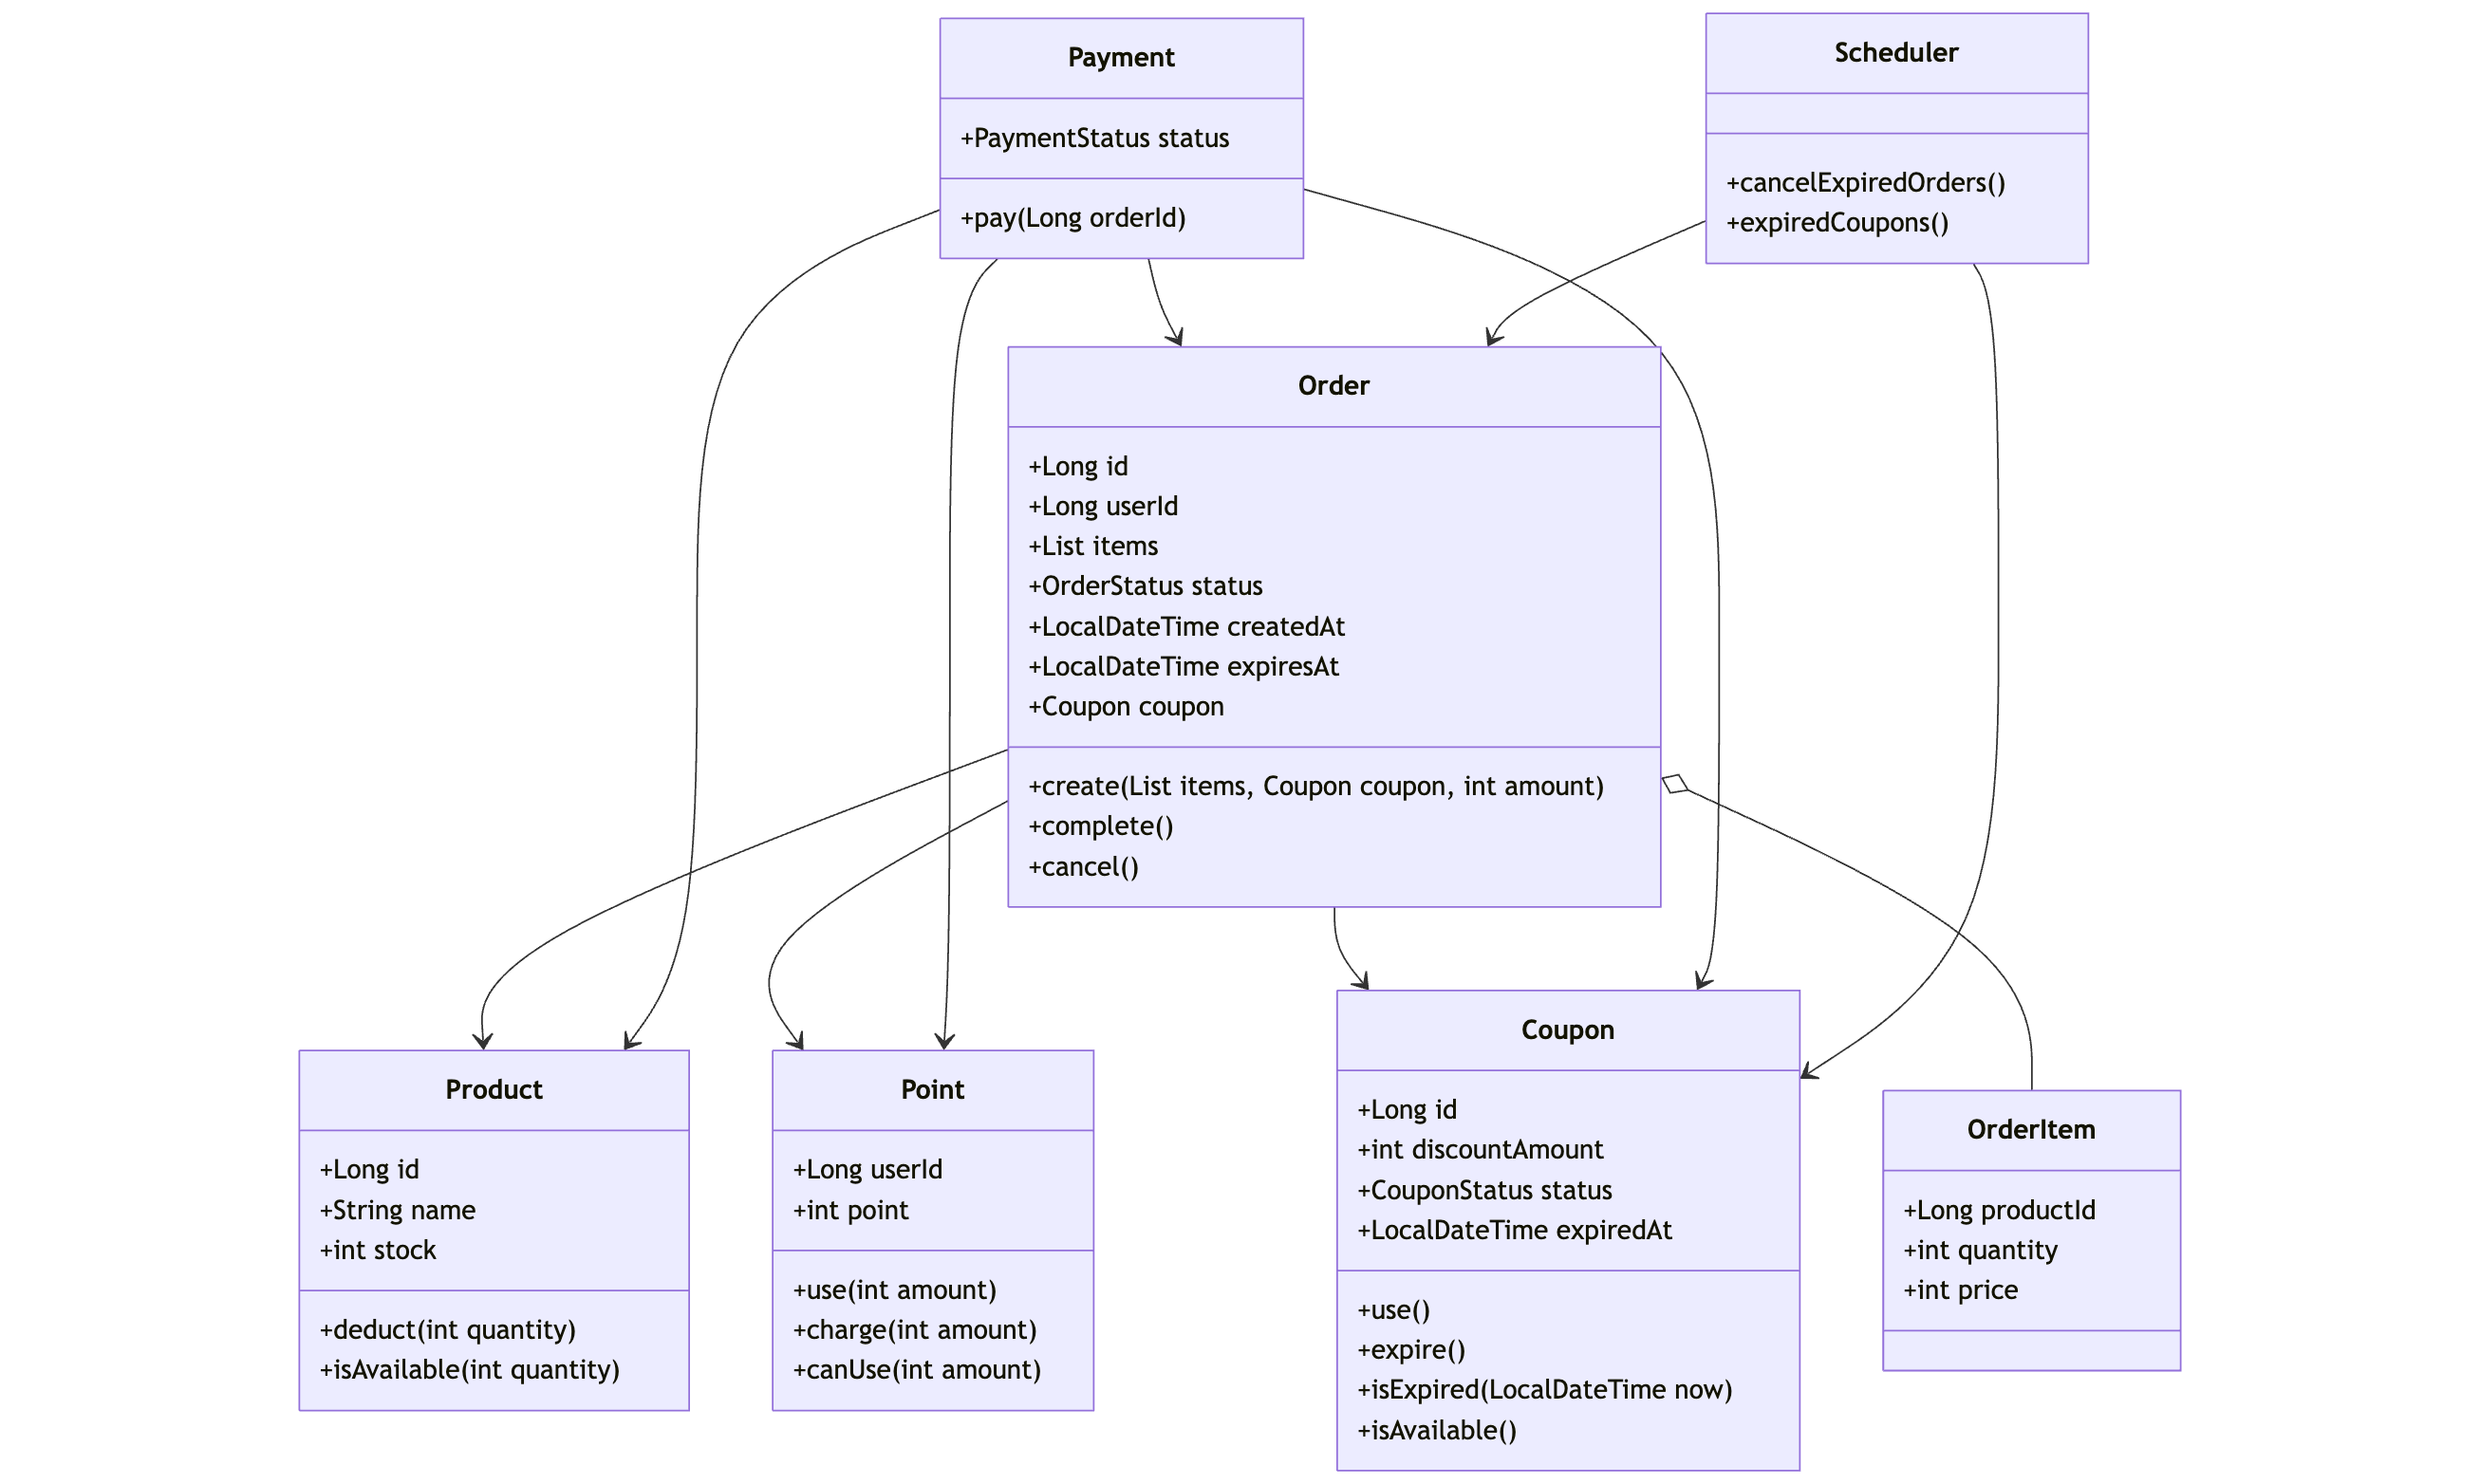 Payment
+PaymentStatus status
+pay(Long orderId)
Scheduler
+cancelExpiredOrders()
+expiredCoupons()
Order
+Long id
+Long userId
+List items
+OrderStatus status
+LocalDateTime createdAt
+LocalDateTime expiresAt
+Coupon coupon
+create(List items, Coupon coupon, int amount)
+complete()
+cancel()
Product
+Long id
+String name
+int stock
+deduct(int quantity)
+isAvailable(int quantity)
Point
+Long userId
+int point
+use(int amount)
+charge(int amount)
+canUse(int amount)
Coupon
+Long id
+int discountAmount
+CouponStatus status
+LocalDateTime expiredAt
+use()
+expire()
+isExpired(LocalDateTime now)
+isAvailable()
OrderItem
+Long productId
+int quantity
+int price